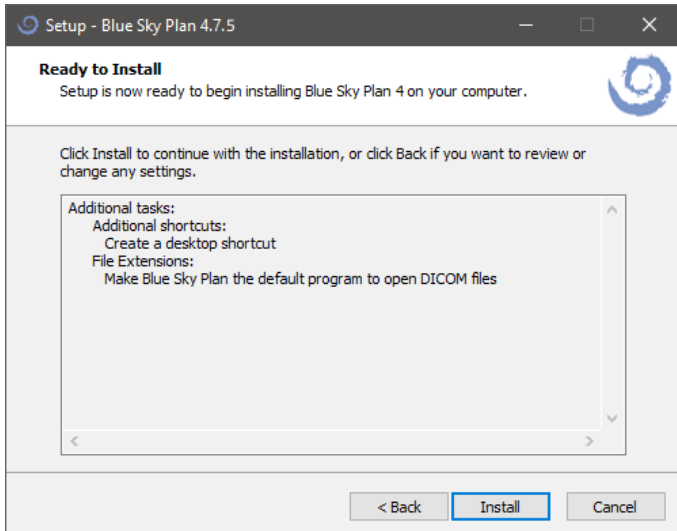 Setup - Blue Sky Plan 4.7.5
Ready to Install
Setup is now ready to begin installing Blue Sky Plan 4 on your computer.
Click Install to continue with the installation, or click Back if you want to review or
change any settings.
Additional tasks:
Additional shortcuts:
Create a desktop shortcut
File Extensions:
Make Blue Sky Plan the default program to open DICOM files
< Back
Install
Cancel